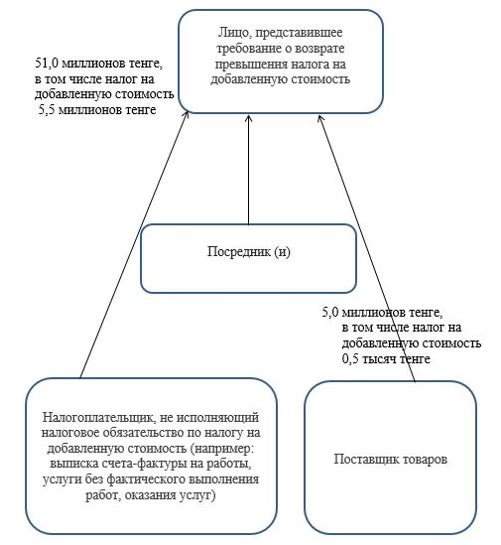 Лицо, представившее
требование о возврате
превышения налога на
добавленную стоимость
51,0 миллионов тенге,
в том числе налог на
добавленную стоимость
5,5 миллионов тенге
Посредник (и)
5,0 миллионов тенге,
в том числе налог на
добавленную стоимость
0,5 тысяч тенге
Налогоплательщик, не исполняющий
налоговое обязательство по налогу на
добавленную стоимость (например:
выписка счета-фактуры на работы,
услуги без фактического выполнения
работ, оказания услуг)
Поставщик товаров